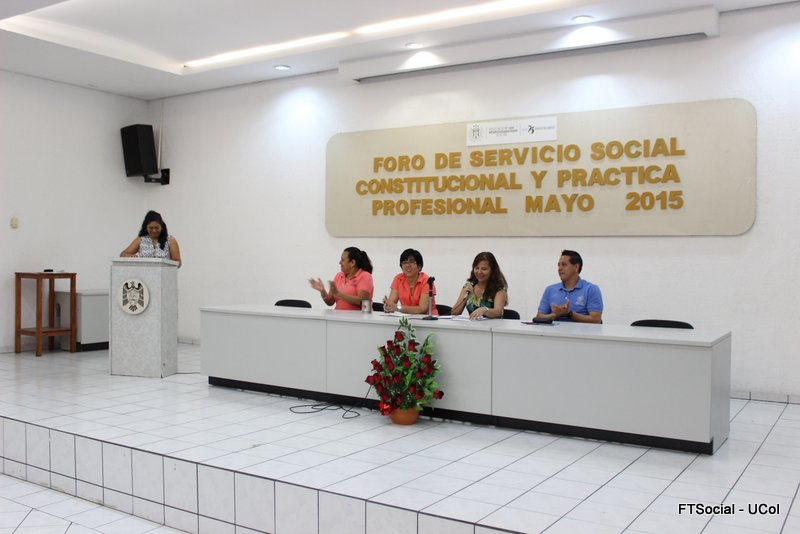 FORO DE SERVICIO SOCIAL
CONSTITUCIONAL Y PRACTICA
PROFESIONAL MAYO 2015
FTSocial - UCol